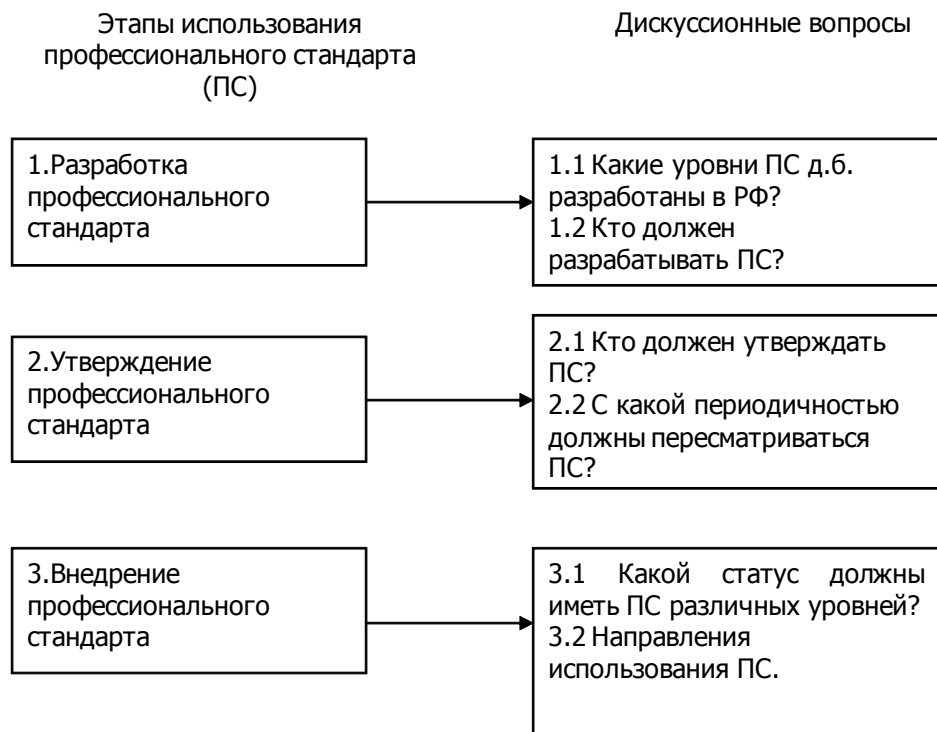 Этапы использования
профессионального стандарта
(ПС)
Дискуссионные вопросы
1.Разработка
профессионального
стандарта
1.1 Какие уровни ПС д.б.
разработаны в РФ?
1.2 Кто должен
разрабатывать ПС?
2.Утверждение
профессионального
стандарта
2.1 Кто должен утверждать
ПС?
2.2 С какой периодичностью
должны пересматриваться
ПС?
3.Внедрение
профессионального
стандарта
3.1 Какой статус должны
иметь ПС различных уровней?
3.2 Направления
использования ПС.